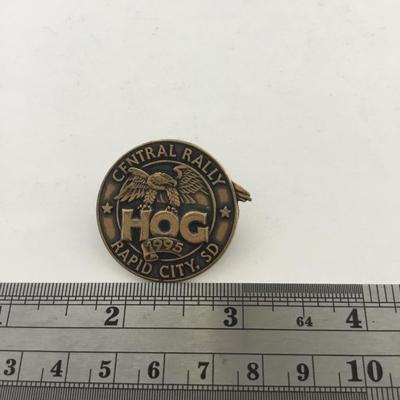 CENTRAL RALLY
HOG
1995
RAPID CITY, SD
1 2 3 64 4
3 4 5 6 7 8 9 10